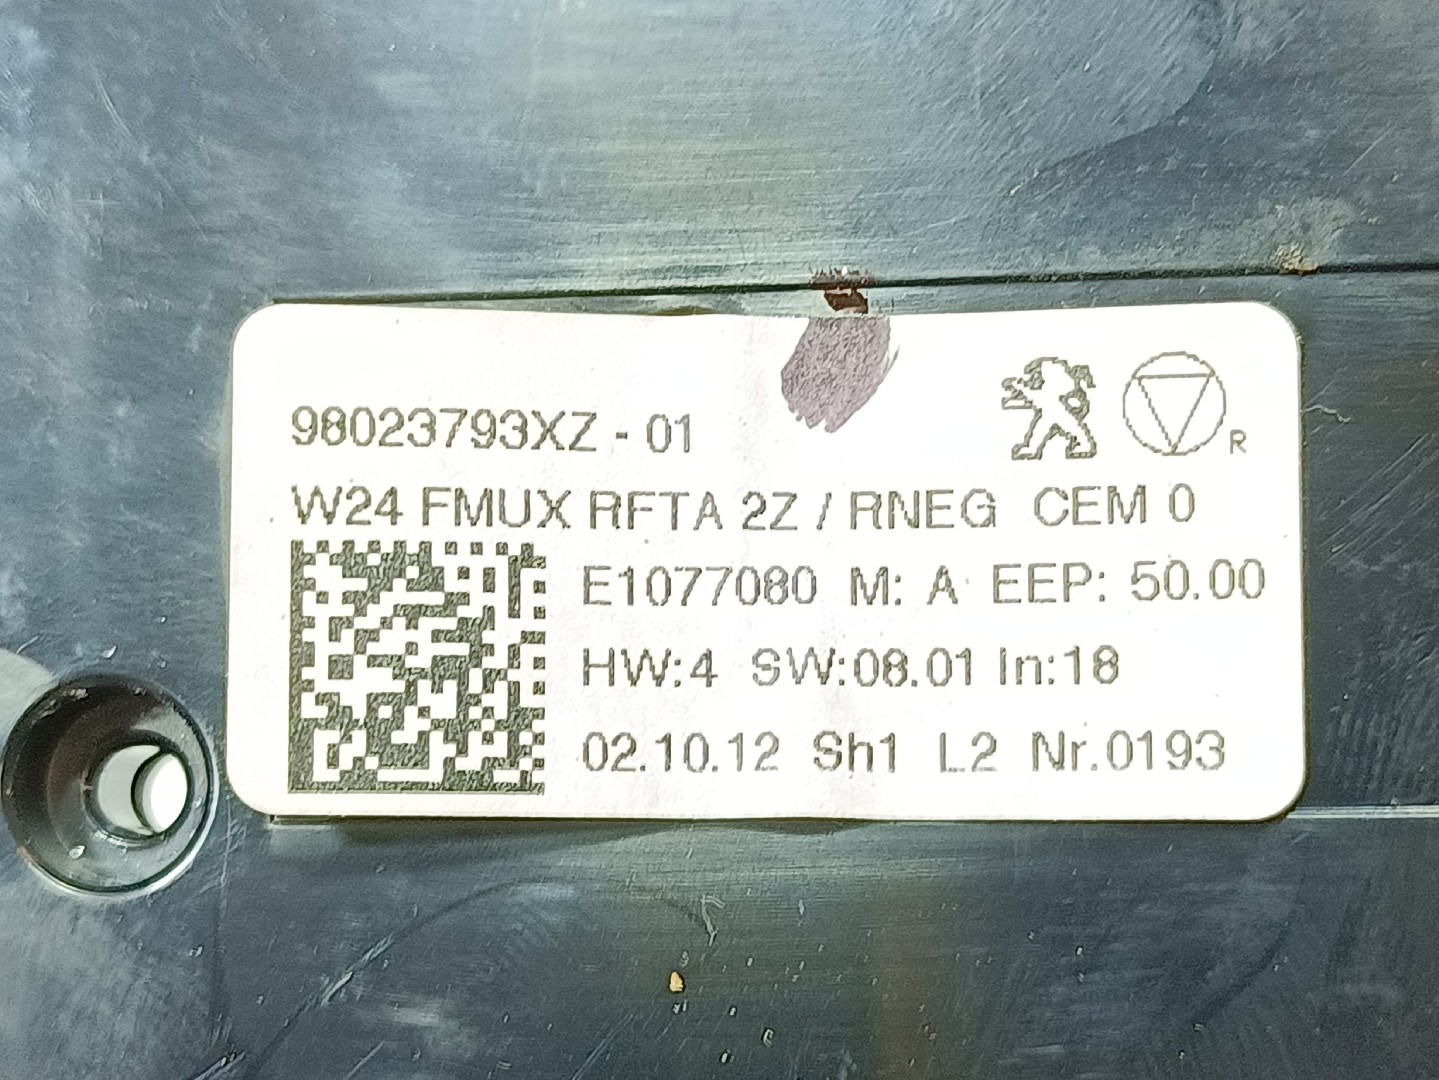 98023793XZ - 01
R
W24 FMUX RFTA 2Z / RNEG CEM 0
E1077080 M: A EEP: 50.00
HW:4 SW:08.01 In:18
02.10.12 Sh1 L2 Nr.0193